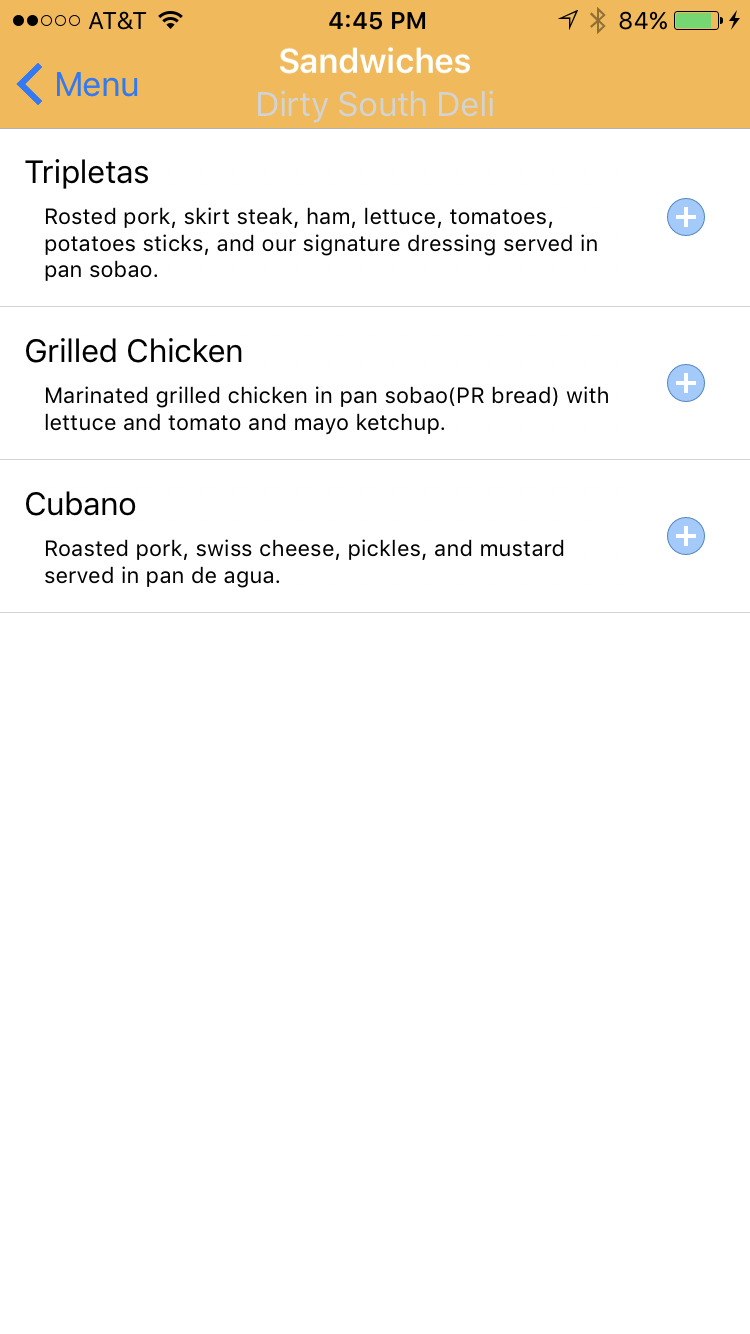 AT&T 4:45 PM 84%
Menu
Sandwiches
Dirty South Deli
Tripletas
Rosted pork, skirt steak, ham, lettuce, tomatoes,
potatoes sticks, and our signature dressing served in
pan sobao.
Grilled Chicken
Marinated grilled chicken in pan sobao(PR bread) with
lettuce and tomato and mayo ketchup.
Cubano
Roasted pork, swiss cheese, pickles, and mustard
served in pan de agua.